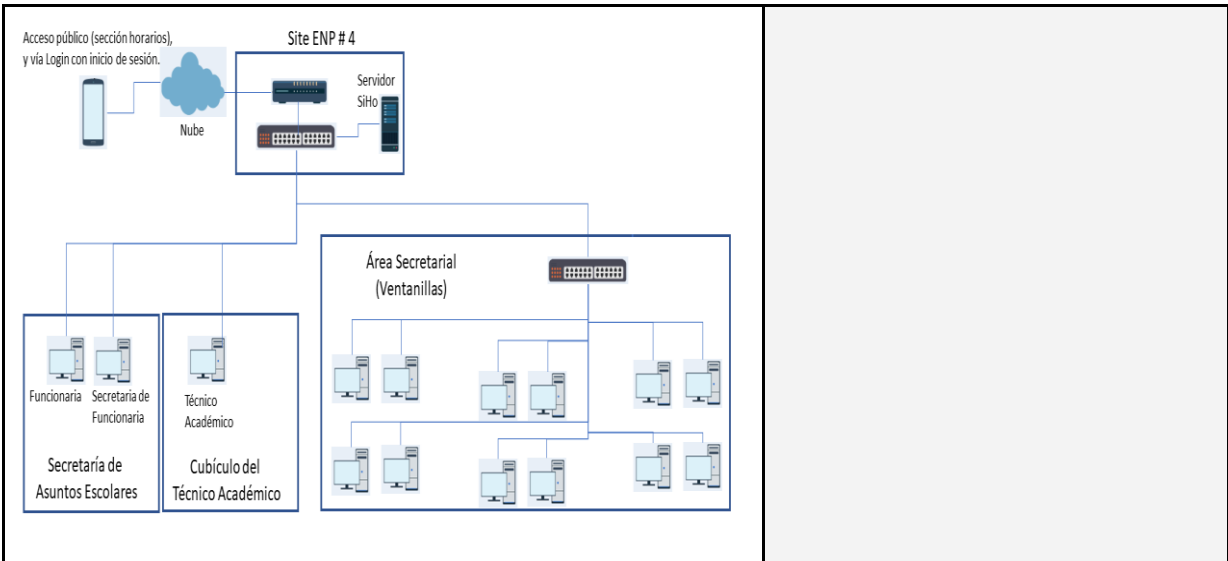 Acceso público (sección horarios),
y vía Login con inicio de sesión.
Nube
Site ENP # 4
Servidor
SiHo
Área Secretarial
(Ventanillas)
Funcionaria
Secretaria de
Funcionaria
Secretaría de
Asuntos Escolares
Técnico
Académico
Cubículo del
Técnico Académico